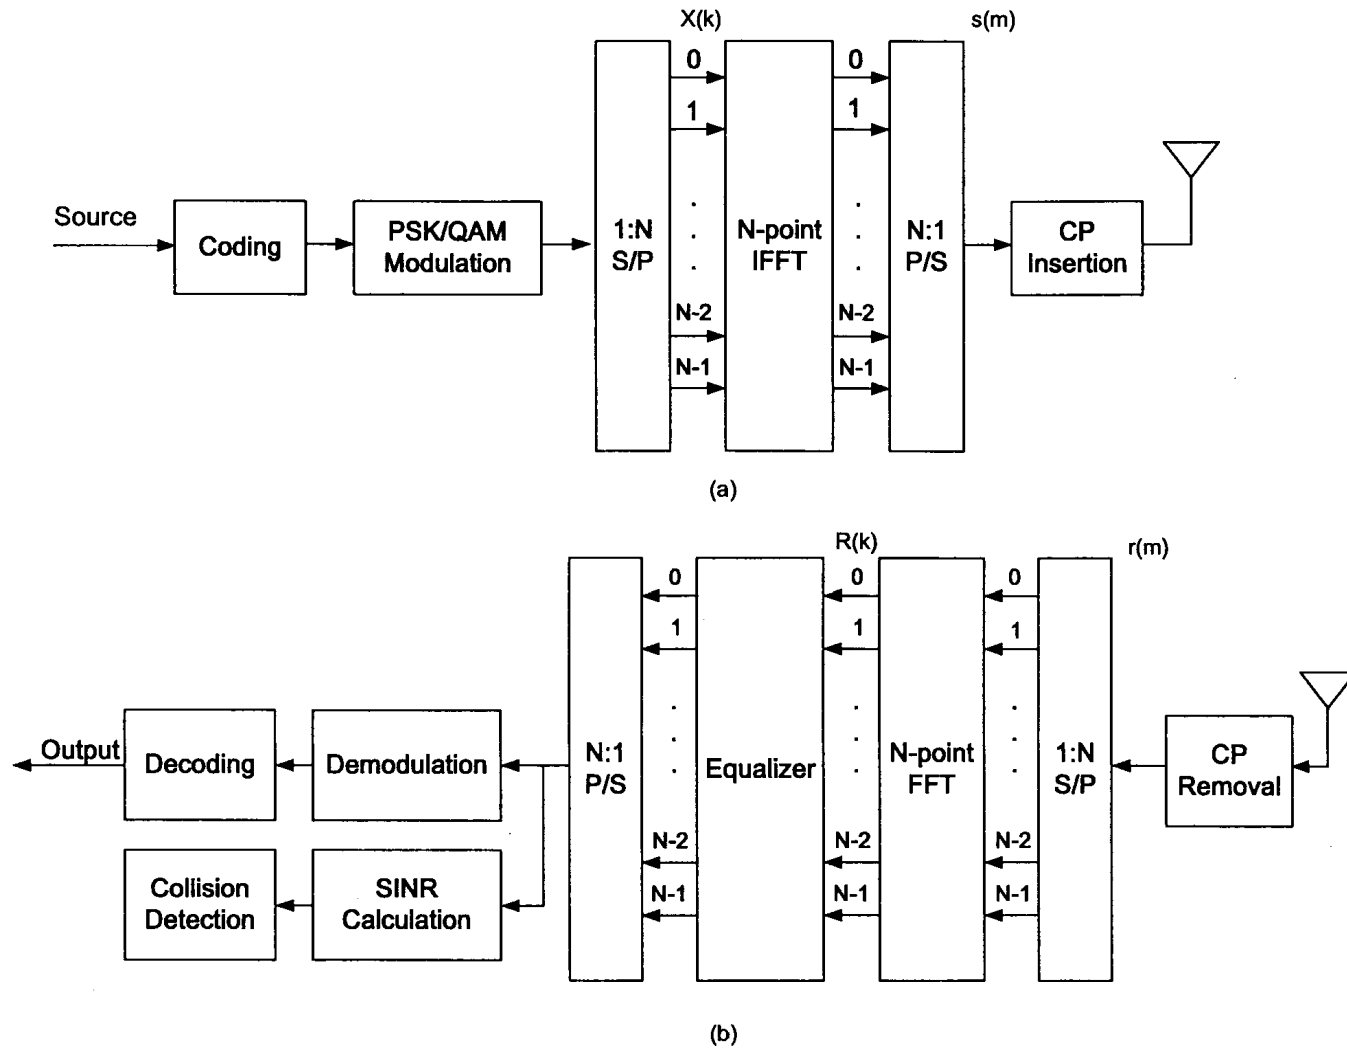 X(k)
s(m)
0
0
1
1
Source
Coding
PSK/QAM
Modulation
1:N
S/P
.
.
.
N-point
IFFT
.
.
.
N:1
P/S
CP
Insertion
N-2
N-2
N-1
N-1
(a)
R(k)
r(m)
0
0
0
1
1
1
Output
Decoding
Demodulation
N:1
P/S
.
.
.
Equalizer
.
.
.
N-point
FFT
.
.
.
1:N
S/P
CP
Removal
N-2
N-2
N-2
Collision
Detection
SINR
Calculation
N-1
N-1
N-1
(b)